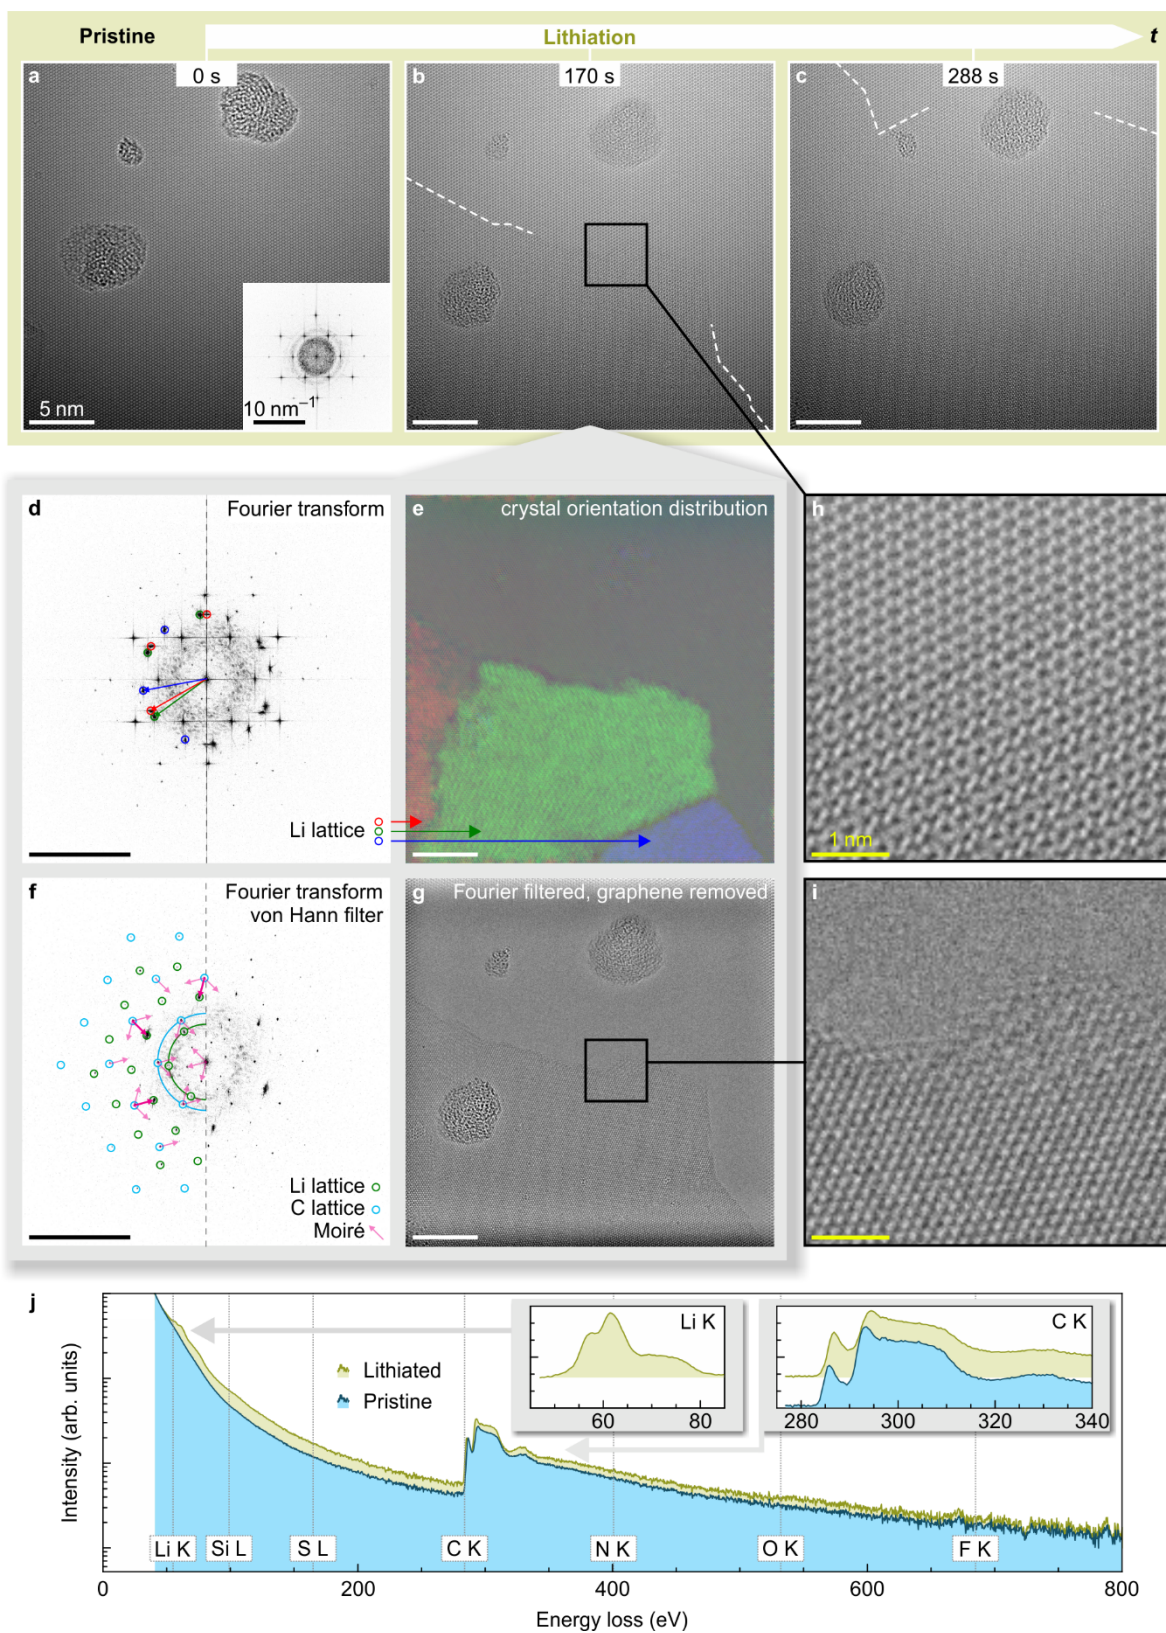 Pristine
Lithiation
t
a
0 s
b
170 s
c
288 s
5 nm
10 nm⁻¹
d
Fourier transform
e
crystal orientation distribution
h
Li lattice
1 nm
f
Fourier transform
von Hann filter
g
Fourier filtered, graphene removed
i
Li lattice
C lattice
Moiré
j
Intensity (arb. units)
Lithiated
Pristine
Li K
60
80
C K
280
300
320
340
Li K
Si L
S L
C K
N K
O K
F K
0
200
400
600
800
Energy loss (eV)